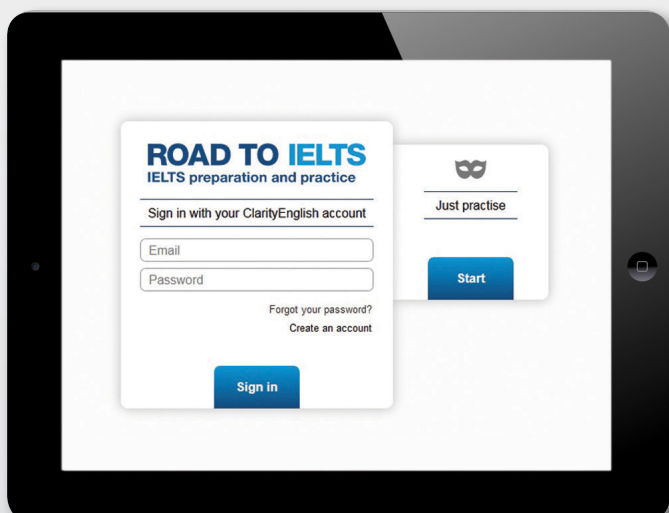 ROAD TO IELTS
IELTS preparation and practice
Sign in with your ClarityEnglish account
Email
Password
Forgot your password?
Create an account
Sign in
Just practise
Start